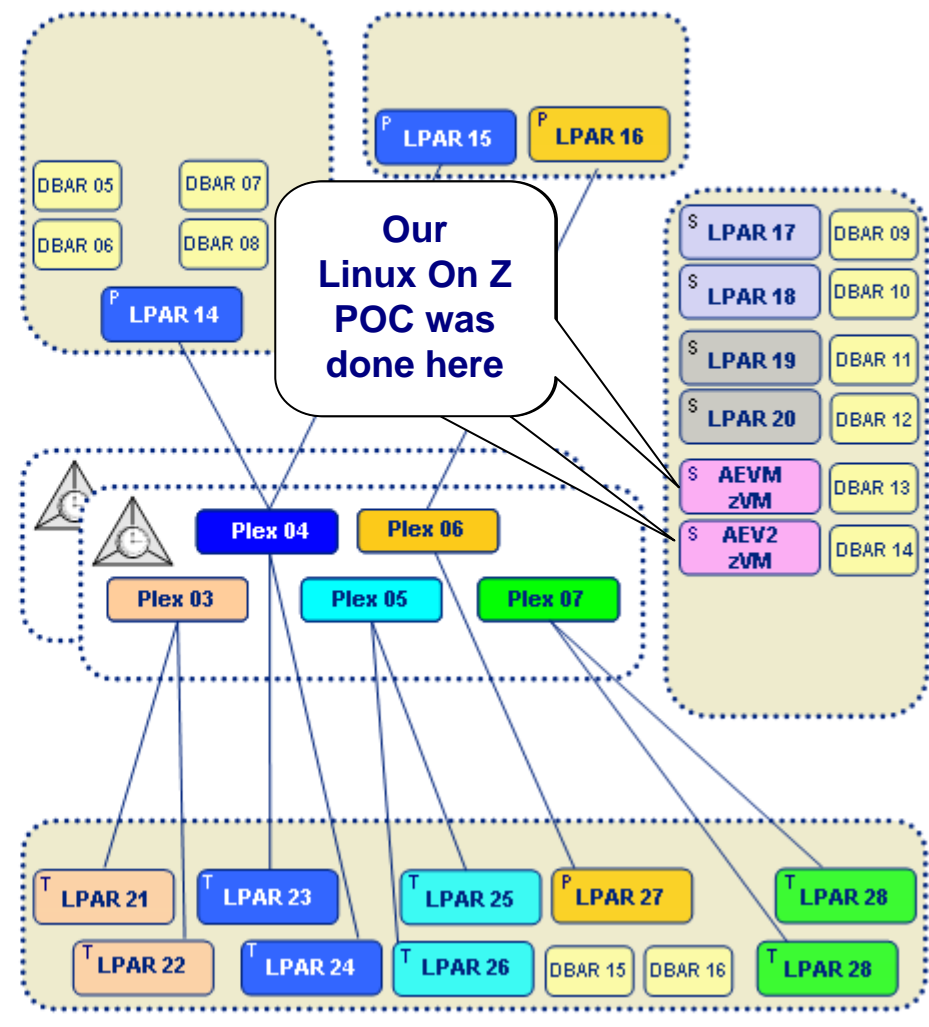 P
LPAR 15
P
LPAR 16
DBAR 05
DBAR 07
DBAR 06
DBAR 08
P
LPAR 14
Our
Linux On Z
POC was
done here
S
LPAR 17
DBAR 09
S
LPAR 18
DBAR 10
S
LPAR 19
DBAR 11
S
LPAR 20
DBAR 12
S
AEVM
zVM
DBAR 13
S
AEV2
zVM
DBAR 14
Plex 04
Plex 06
Plex 03
Plex 05
Plex 07
T
LPAR 21
T
LPAR 23
T
LPAR 25
P
LPAR 27
T
LPAR 28
T
LPAR 22
T
LPAR 24
T
LPAR 26
DBAR 15
DBAR 16
T
LPAR 28